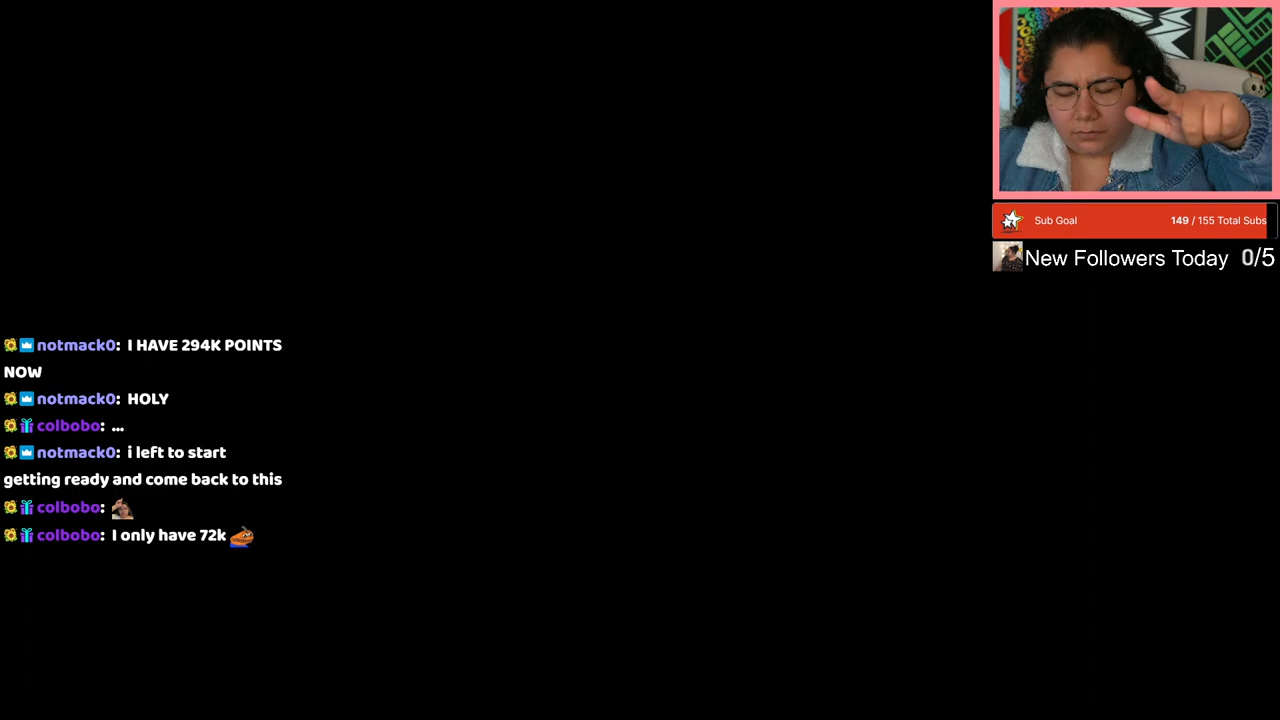 Sub Goal 149 / 155 Total Subs
New Followers Today 0/5
notmack0: I HAVE 294K POINTS
NOW
notmack0: HOLY
colbobo: ...
notmack0: i left to start
getting ready and come back to this
colbobo:
colbobo: I only have 72k